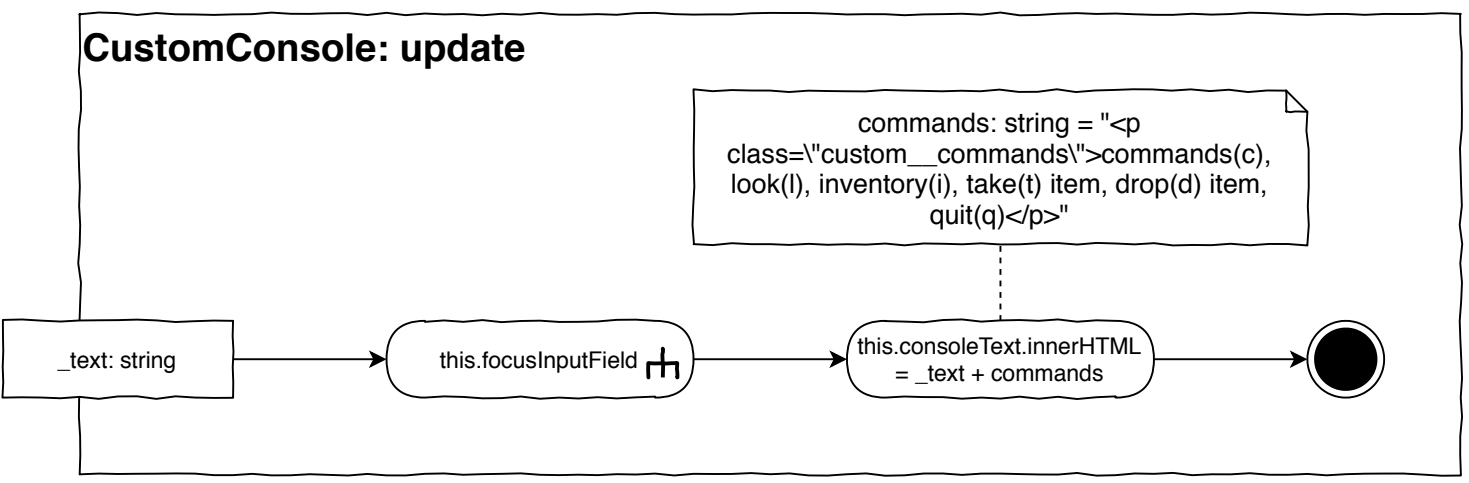 CustomConsole: update
commands: string = "<p
class=\"custom__commands\">commands(c),
look(l), inventory(i), take(t) item, drop(d) item,
quit(q)</p>"
_text: string
this.focusInputField
this.consoleText.innerHTML
= _text + commands